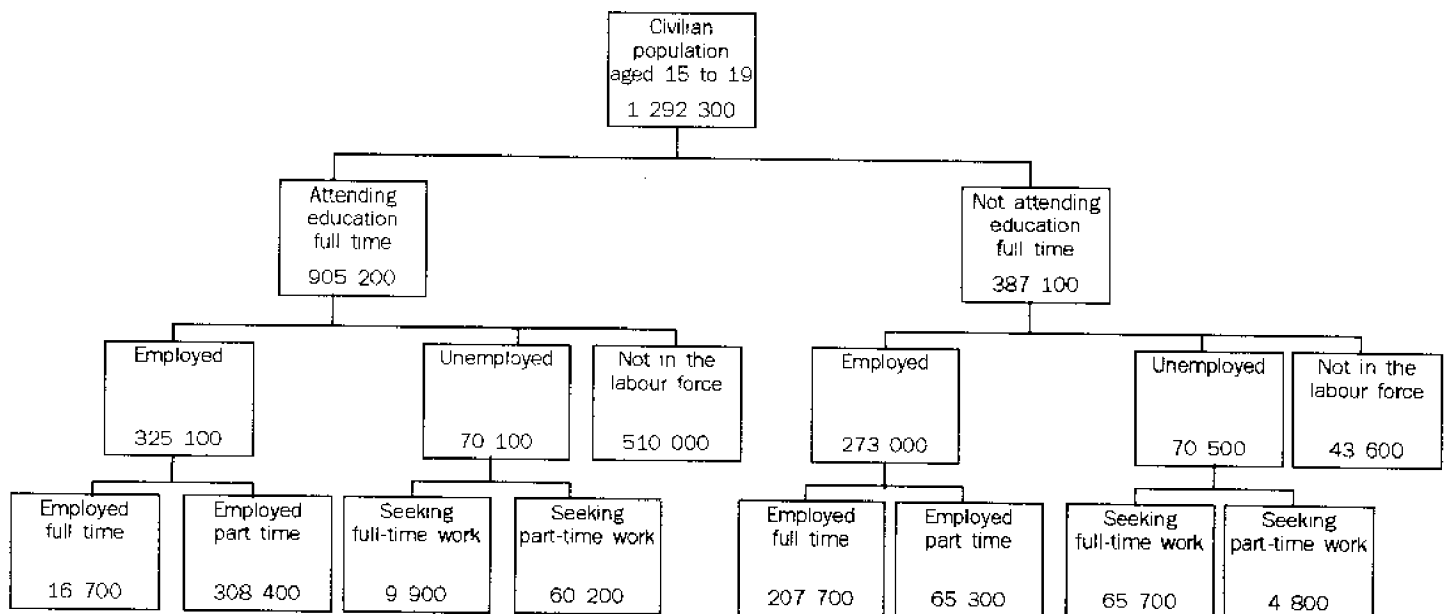 Civilian
population
aged 15 to 19
1 292 300
Attending
education
full time
905 200
Not attending
education
full time
387 100
Employed
325 100
Unemployed
70 100
Not in the
labour force
510 000
Employed
273 000
Unemployed
70 500
Not in the
labour force
43 600
Employed
full time
16 700
Employed
part time
308 400
Seeking
full-time work
9 900
Seeking
part-time work
60 200
Employed
full time
207 700
Employed
part time
65 300
Seeking
full-time work
65 700
Seeking
part-time work
4 800